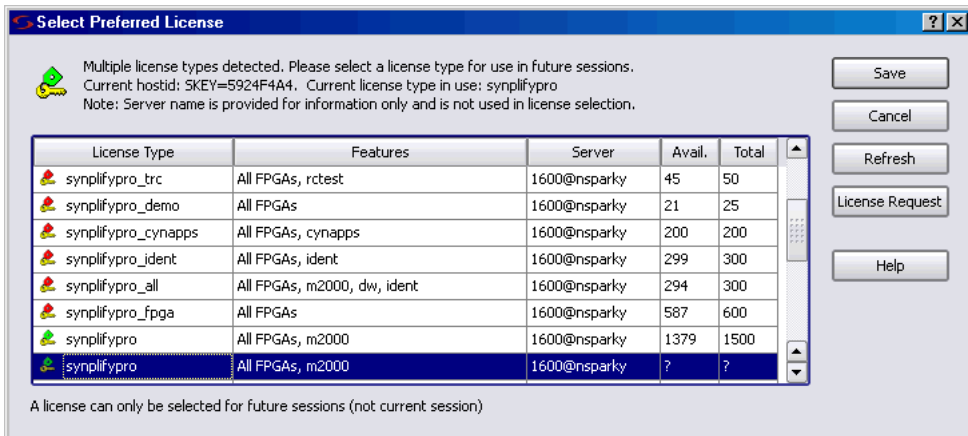 Select Preferred License
? X
Multiple license types detected. Please select a license type for use in future sessions.
Current hostid: SKEY=5924F4A4. Current license type in use: synplifypro
Note: Server name is provided for information only and is not used in license selection.
Save
Cancel
Refresh
License Request
Help
License Type Features Server Avail. Total
synplifypro_trc All FPGAs, rctest 1600@nsparky 45 50
synplifypro_demo All FPGAs 1600@nsparky 21 25
synplifypro_cynapps All FPGAs, cynapps 1600@nsparky 200 200
synplifypro_ident All FPGAs, ident 1600@nsparky 299 300
synplifypro_all All FPGAs, m2000, dw, ident 1600@nsparky 294 300
synplifypro_fpga All FPGAs 1600@nsparky 587 600
synplifypro All FPGAs, m2000 1600@nsparky 1379 1500
synplifypro All FPGAs, m2000 1600@nsparky ? ?
A license can only be selected for future sessions (not current session)